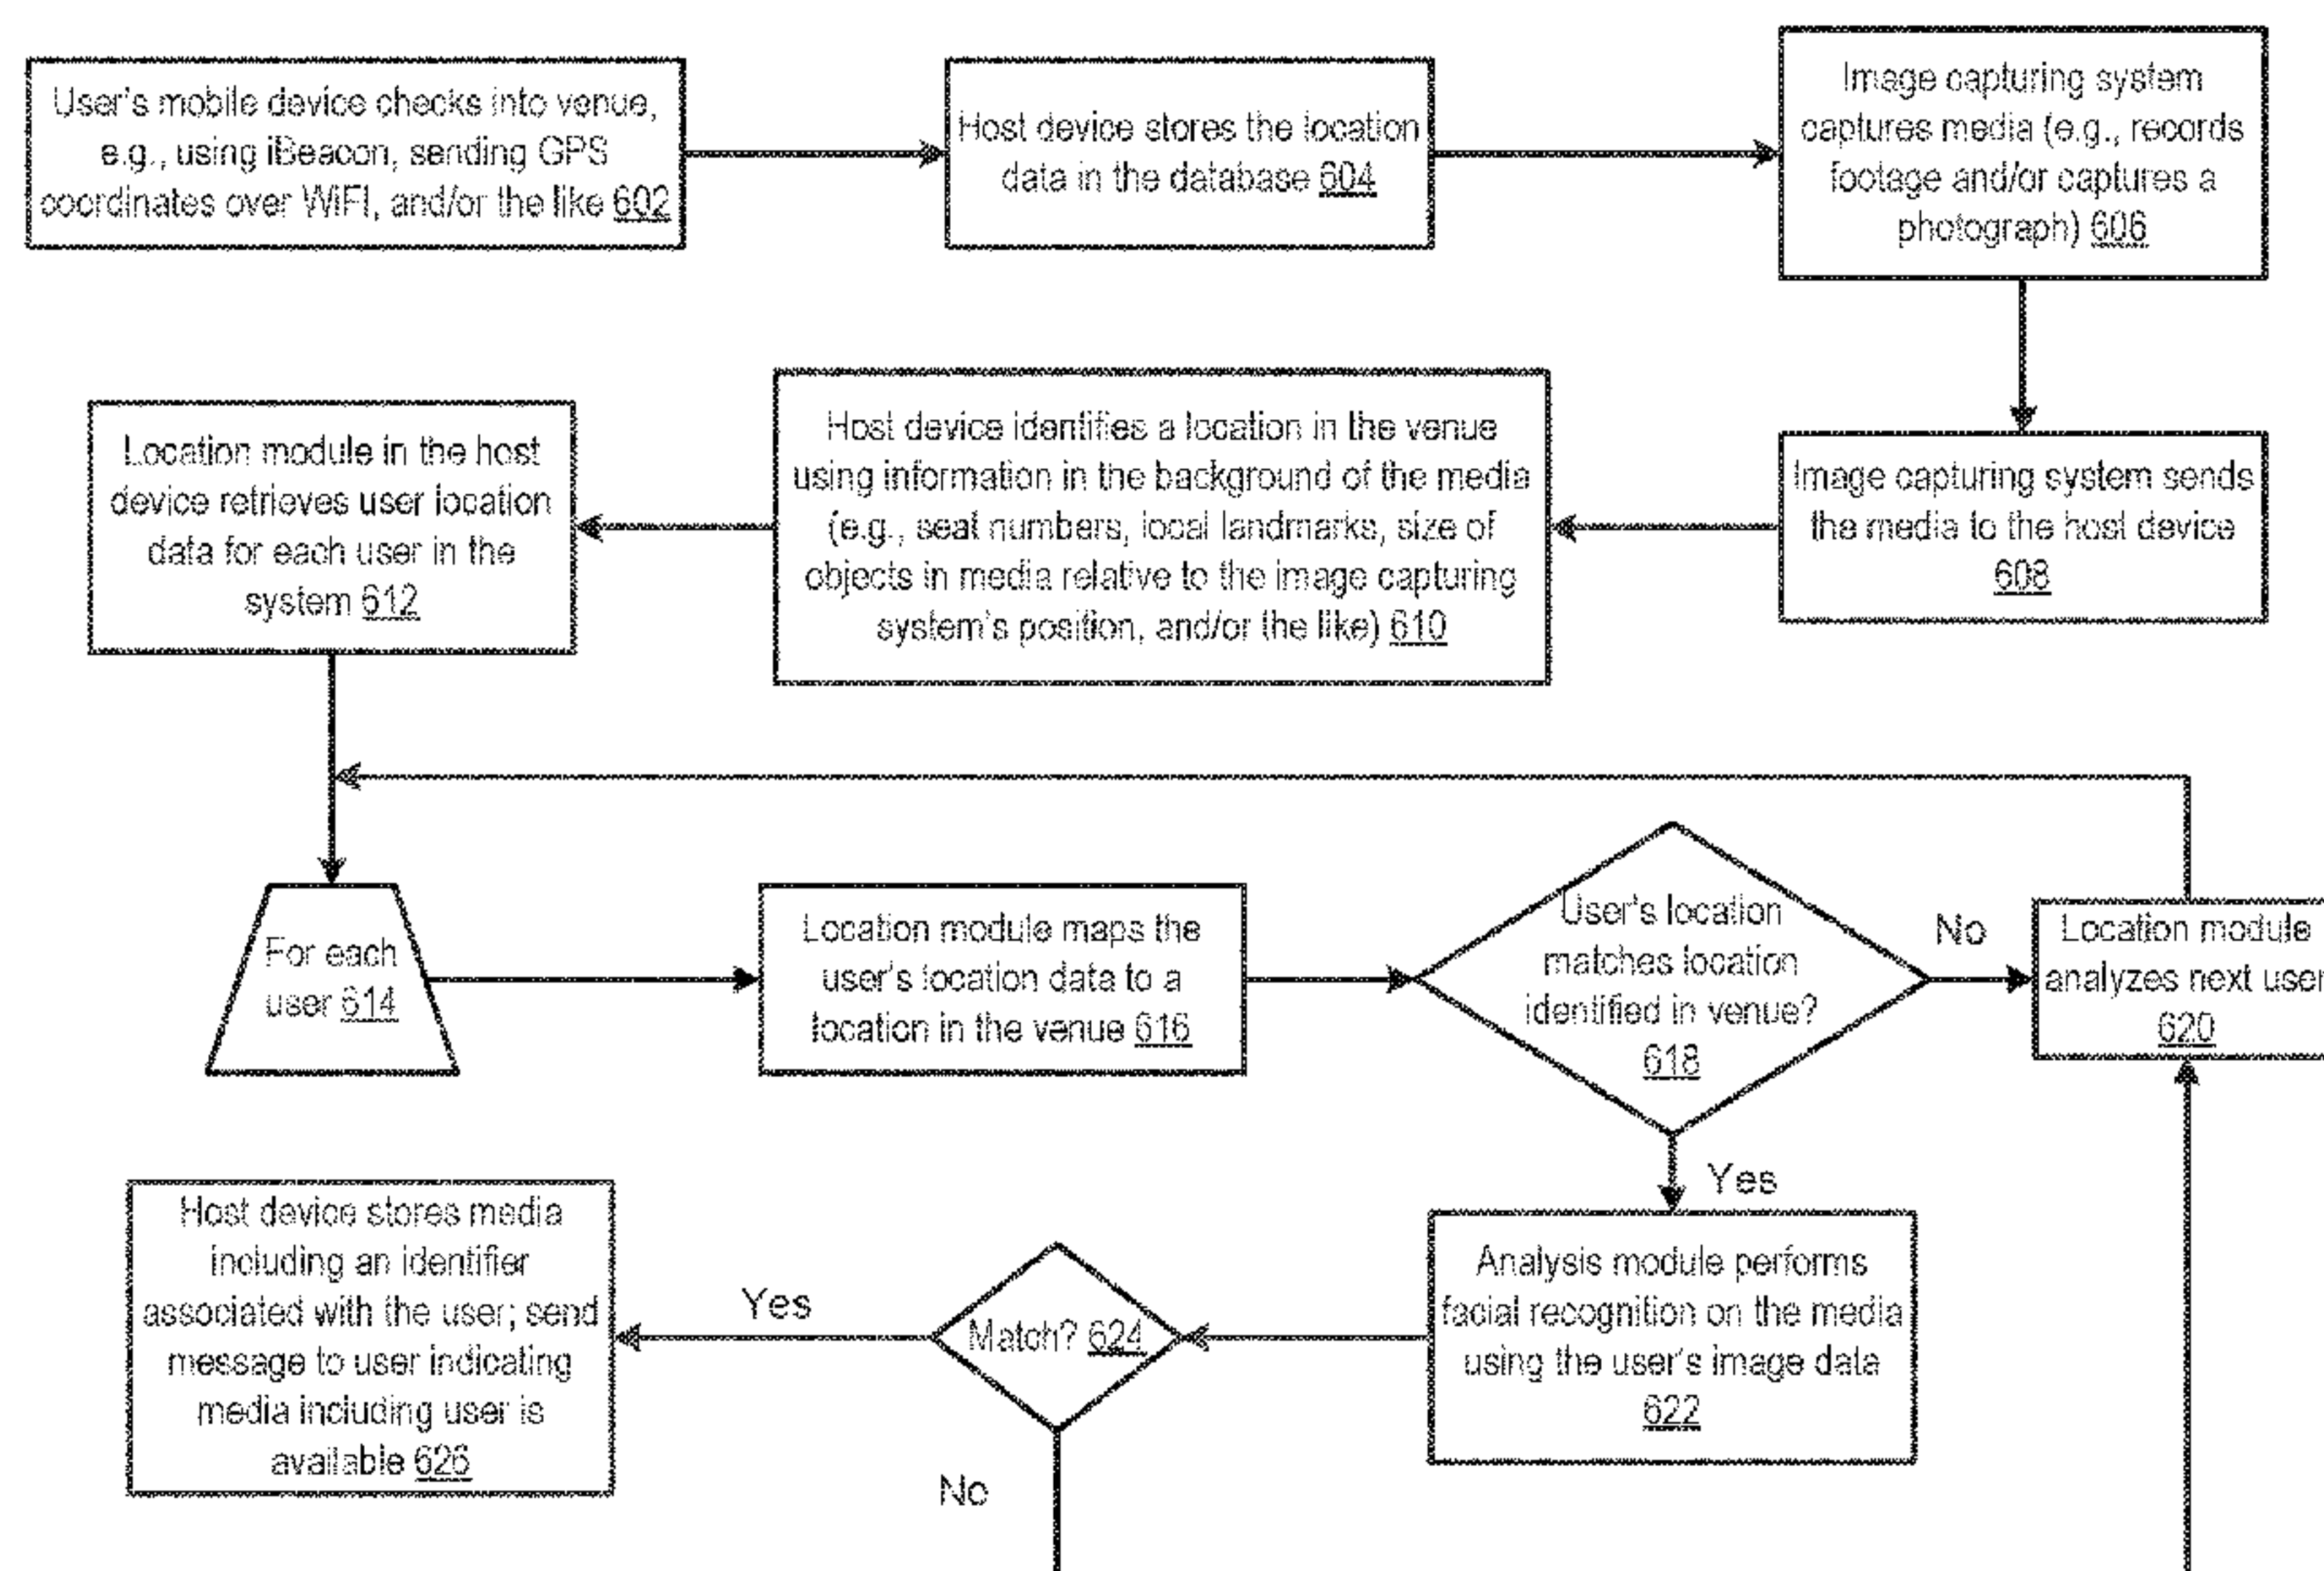 User's mobile device checks into venue,
e.g., using iBeacon, sending GPS
coordinates over WiFi, and/or the like 602
Host device stores the location
data in the database 604
Image capturing system
captures media (e.g., records
footage and/or captures a
photograph) 606
Image capturing system sends
the media to the host device
608
Host device identifies a location in the venue
using information in the background of the media
(e.g., seat numbers, local landmarks, size of
objects in media relative to the image capturing
system's position, and/or the like) 610
Location module in the host
device retrieves user location
data for each user in the
system 612
For each
user 614
Location module maps the
user's location data to a
location in the venue 616
User's location
matches location
identified in venue?
618
No
Location module
analyzes next user
620
Yes
Analysis module performs
facial recognition on the media
using the user's image data
622
Match? 624
Yes
Host device stores media
including an identifier
associated with the user; send
message to user indicating
media including user is
available 626
No